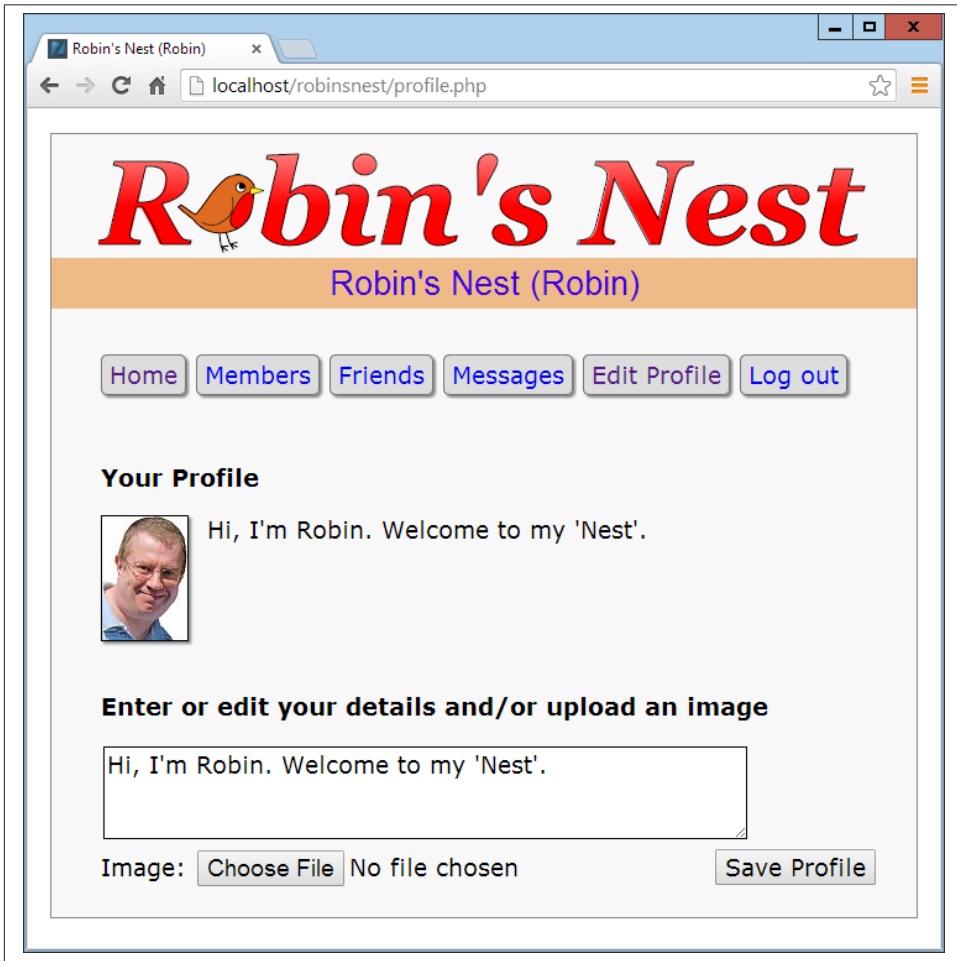 Robin's Nest (Robin)
localhost/robinsnest/profile.php
Robin's Nest
Robin's Nest (Robin)
Home Members Friends Messages Edit Profile Log out
Your Profile
Hi, I'm Robin. Welcome to my 'Nest'.
Enter or edit your details and/or upload an image
Hi, I'm Robin. Welcome to my 'Nest'.
Image: Choose File No file chosen Save Profile